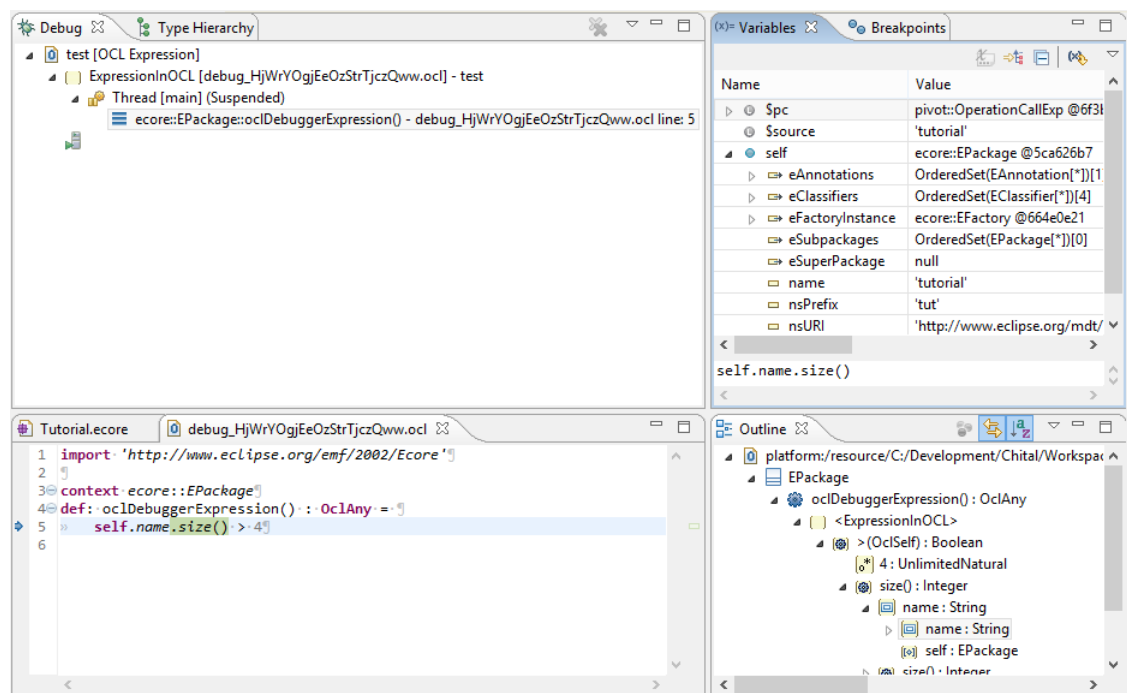 Debug
Type Hierarchy
test [OCL Expression]
ExpressionInOCL [debug_HjWrYOgjEeOzStrTjczQww.ocl] - test
Thread [main] (Suspended)
ecore::EPackage::oclDebuggerExpression() - debug_HjWrYOgjEeOzStrTjczQww.ocl line: 5
(x)= Variables
Breakpoints
Name Value
$pc pivot::OperationCallExp @6f3b
$source 'tutorial'
self ecore::EPackage @5ca626b7
eAnnotations OrderedSet(EAnnotation[*])[1
eClassifiers OrderedSet(EClassifier[*])[4]
eFactoryInstance ecore::EFactory @664e0e21
eSubpackages OrderedSet(EPackage[*])[0]
eSuperPackage null
name 'tutorial'
nsPrefix 'tut'
nsURI 'http://www.eclipse.org/mdt/
self.name.size()
Tutorial.ecore
debug_HjWrYOgjEeOzStrTjczQww.ocl
1 import 'http://www.eclipse.org/emf/2002/Ecore'
2
3 context ecore::EPackage
4 def: oclDebuggerExpression() : OclAny =
5 self.name.size() > 4
6
Outline
platform:/resource/C:/Development/Chital/Workspac
EPackage
oclDebuggerExpression() : OclAny
<ExpressionInOCL>
>(OclSelf) : Boolean
4 : UnlimitedNatural
size() : Integer
name : String
name : String
self : EPackage
size() : Integer